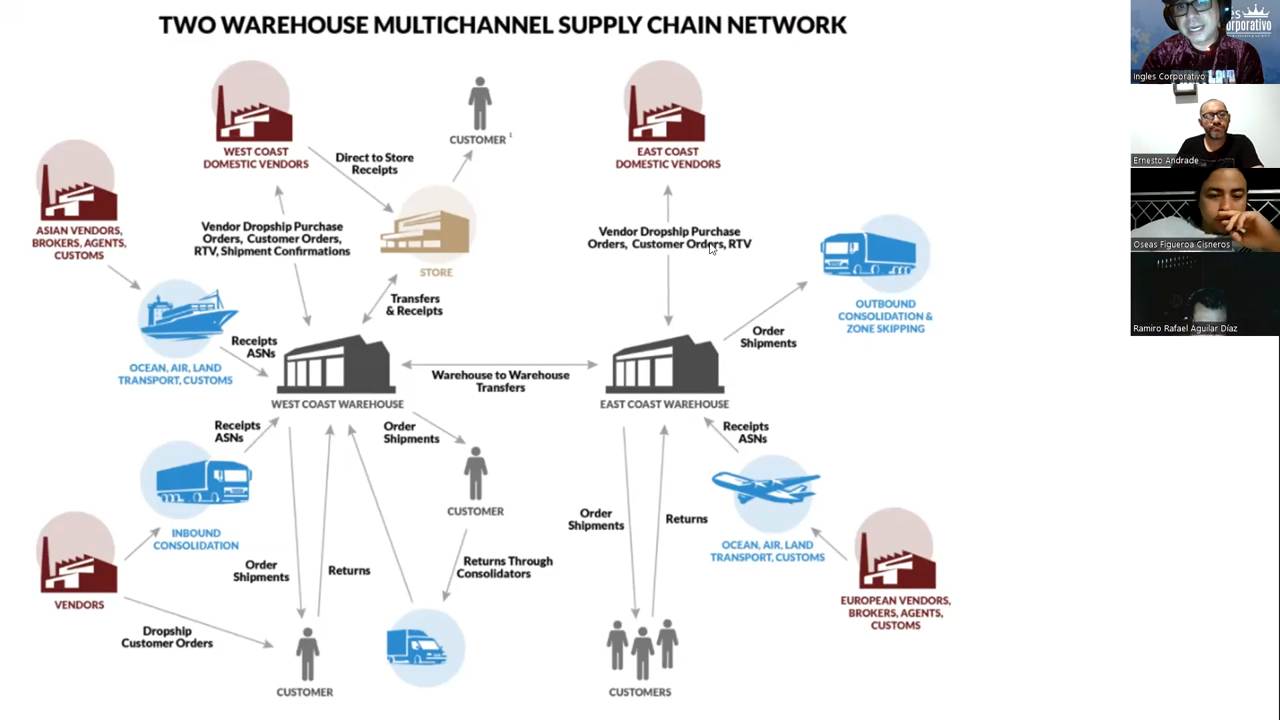 TWO WAREHOUSE MULTICHANNEL SUPPLY CHAIN NETWORK
WEST COAST
DOMESTIC VENDORS
CUSTOMER 1
EAST COAST
DOMESTIC VENDORS
Direct to Store
Receipts
ASIAN VENDORS,
BROKERS, AGENTS,
CUSTOMS
Vendor Dropship Purchase
Orders, Customer Orders,
RTV, Shipment Confirmations
STORE
Vendor Dropship Purchase
Orders, Customer Orders, RTV
Transfers
& Receipts
OUTBOUND
CONSOLIDATION &
ZONE SKIPPING
OCEAN, AIR, LAND
TRANSPORT, CUSTOMS
Receipts
ASNs
Order
Shipments
Warehouse to Warehouse
Transfers
WEST COAST WAREHOUSE
EAST COAST WAREHOUSE
Receipts
ASNs
Order
Shipments
Receipts
ASNs
CUSTOMER
INBOUND
CONSOLIDATION
Order
Shipments
Returns
OCEAN, AIR, LAND
TRANSPORT, CUSTOMS
Order
Shipments
Returns
Returns Through
Consolidators
VENDORS
EUROPEAN VENDORS,
BROKERS, AGENTS,
CUSTOMS
Dropship
Customer Orders
CUSTOMER
CUSTOMERS
Ingles Corporativo
Ernesto Andrade
Oseas Figueroa Cisneros
Ramiro Rafael Aguilar Díaz